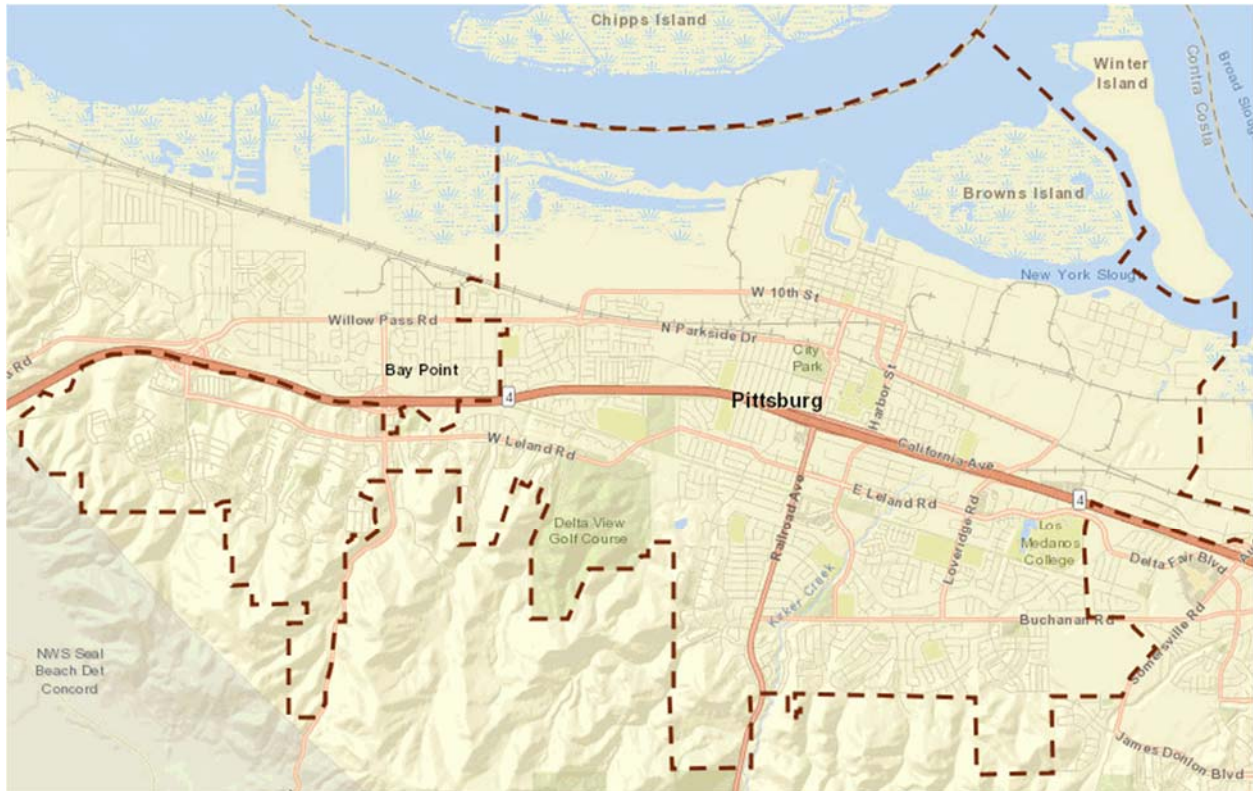 Chipps Island
Winter
Island
Contra Costa
Broad Slough
Browns Island
New York Slough
W 10th St
Willow Pass Rd
N Parkside Dr
City
Park
Bay Point
4
Pittsburg
Harbor St
W Leland Rd
California Ave
4
E Leland Rd
Railroad Ave
Loveridge Rd
Delta View
Golf Course
Los
Medanos
College
Delta Fair Blvd
Kirker Creek
Buchanan Rd
Somersville Rd
NWS Seal
Beach Det
Concord
James Donlon Blvd